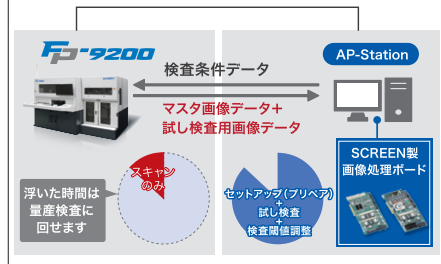 FP-9200
AP-Station
検査条件データ
マスタ画像データ+
試し検査用画像データ
スキャン
のみ
浮いた時間は
量産検査に
回せます
セットアップ(プリペア)
+
試し検査
+
検査閾値調整
SCREEN製
画像処理ボード